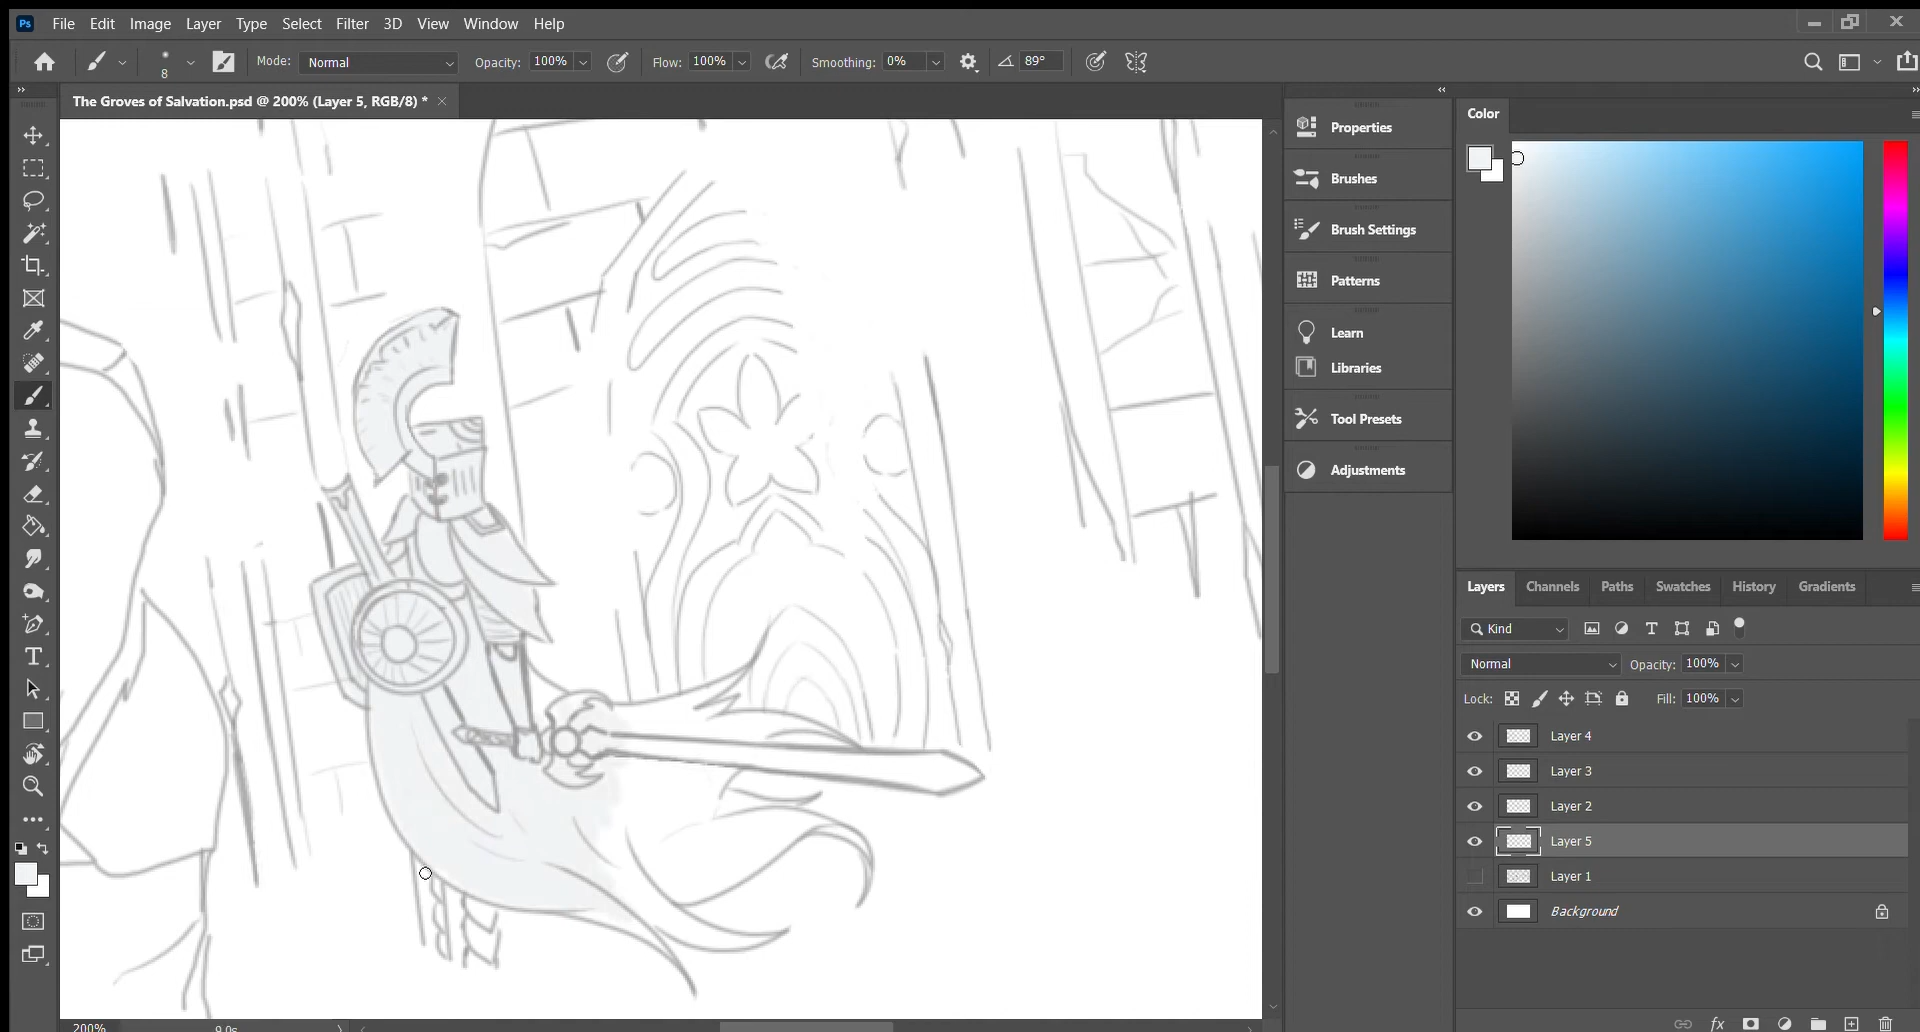 Ps File Edit Image Layer Type Select Filter 3D View Window Help
8 Mode: Normal Opacity: 100% Flow: 100% Smoothing: 0% 89°
The Groves of Salvation.psd @ 200% (Layer 5, RGB/8) * ×
Properties
Brushes
Brush Settings
Patterns
Learn
Libraries
Tool Presets
Adjustments
Color
Layers Channels Paths Swatches History Gradients
Kind
Normal Opacity: 100%
Lock: Fill: 100%
Layer 4
Layer 3
Layer 2
Layer 5
Layer 1
Background
fx
200% 9.0s